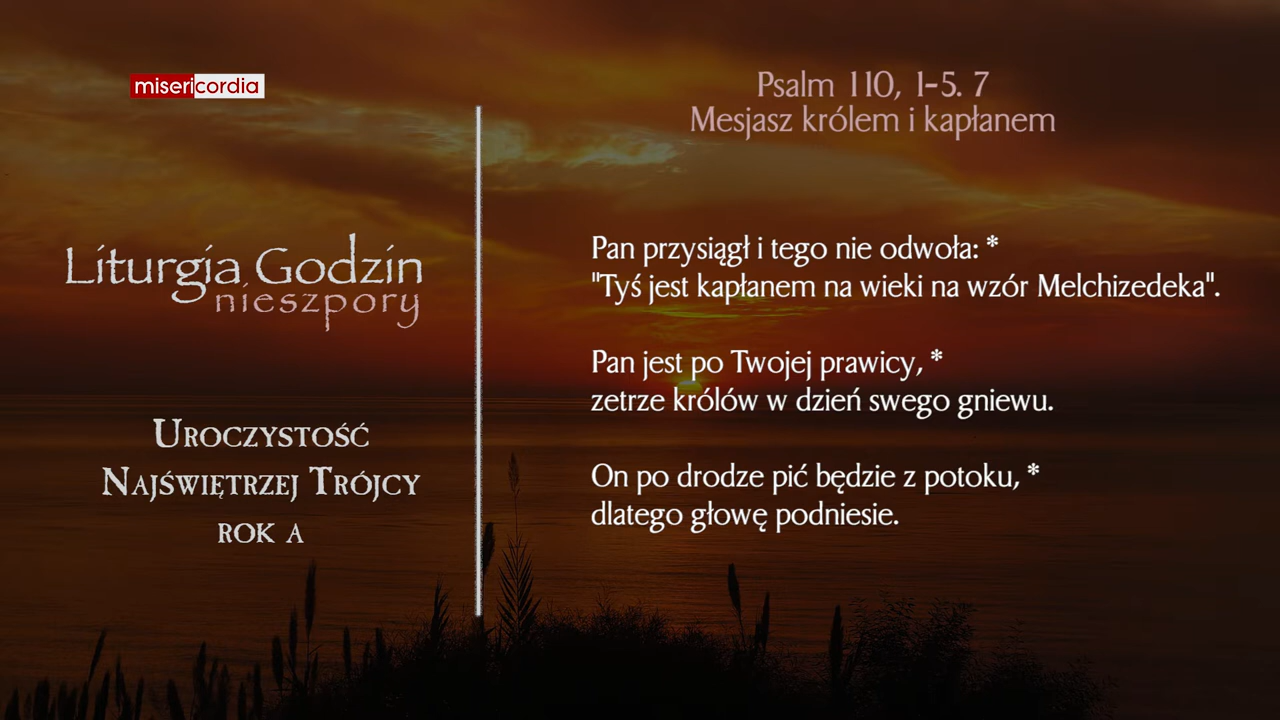 misericordia
Liturgia Godzin
nieszpory
Uroczystość
Najświętrzej Trójcy
rok a
Psalm 110, 1-5. 7
Mesjasz królem i kapłanem
Pan przysiągł i tego nie odwoła: *
"Tyś jest kapłanem na wieki na wzór Melchizedeka".
Pan jest po Twojej prawicy, *
zetrze królów w dzień swego gniewu.
On po drodze pić będzie z potoku, *
dlatego głowę podniesie.